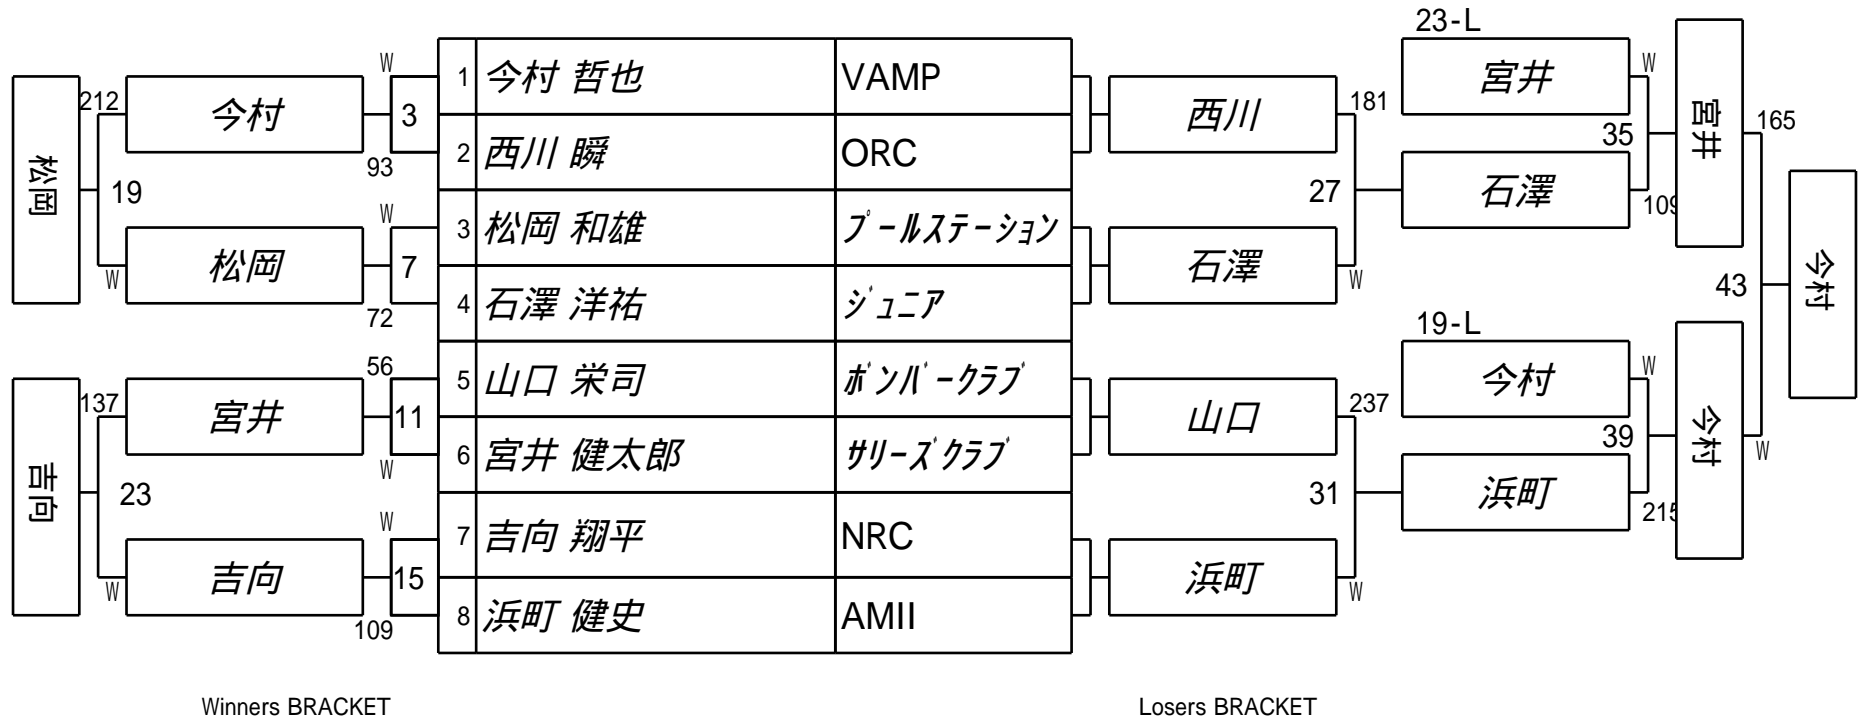 23-L
W
1 今村 哲也 VAMP
宮井
W
212
今村
3
西川
181
宮井
165
35
2 西川 瞬 ORC
93
松岡
19
27
石澤
W
3 松岡 和雄 プールステーション
109
松岡
7
石澤
今村
W
W
43
4 石澤 洋祐 ジュニア
72
19-L
56
5 山口 栄司 ボンバークラブ
今村
W
137
宮井
11
山口
237
今村
39
6 宮井 健太郎 サリーズクラブ
W
W
吉向
23
31
浜町
215
W
7 吉向 翔平 NRC
吉向
15
浜町
W
W
8 浜町 健史 AMII
109
Winners BRACKET
Losers BRACKET